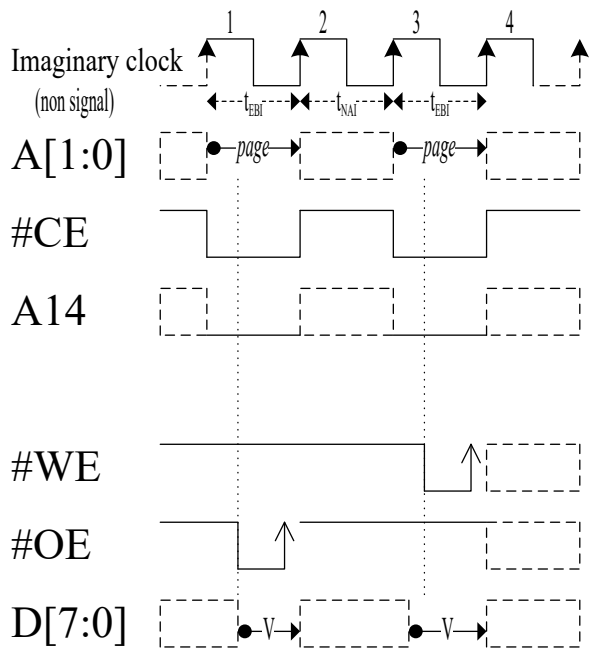 1 2 3 4
Imaginary clock
(non signal)
tEBI tNAI tEBI
A[1:0] page page
#CE
A14
#WE
#OE
D[7:0] V V